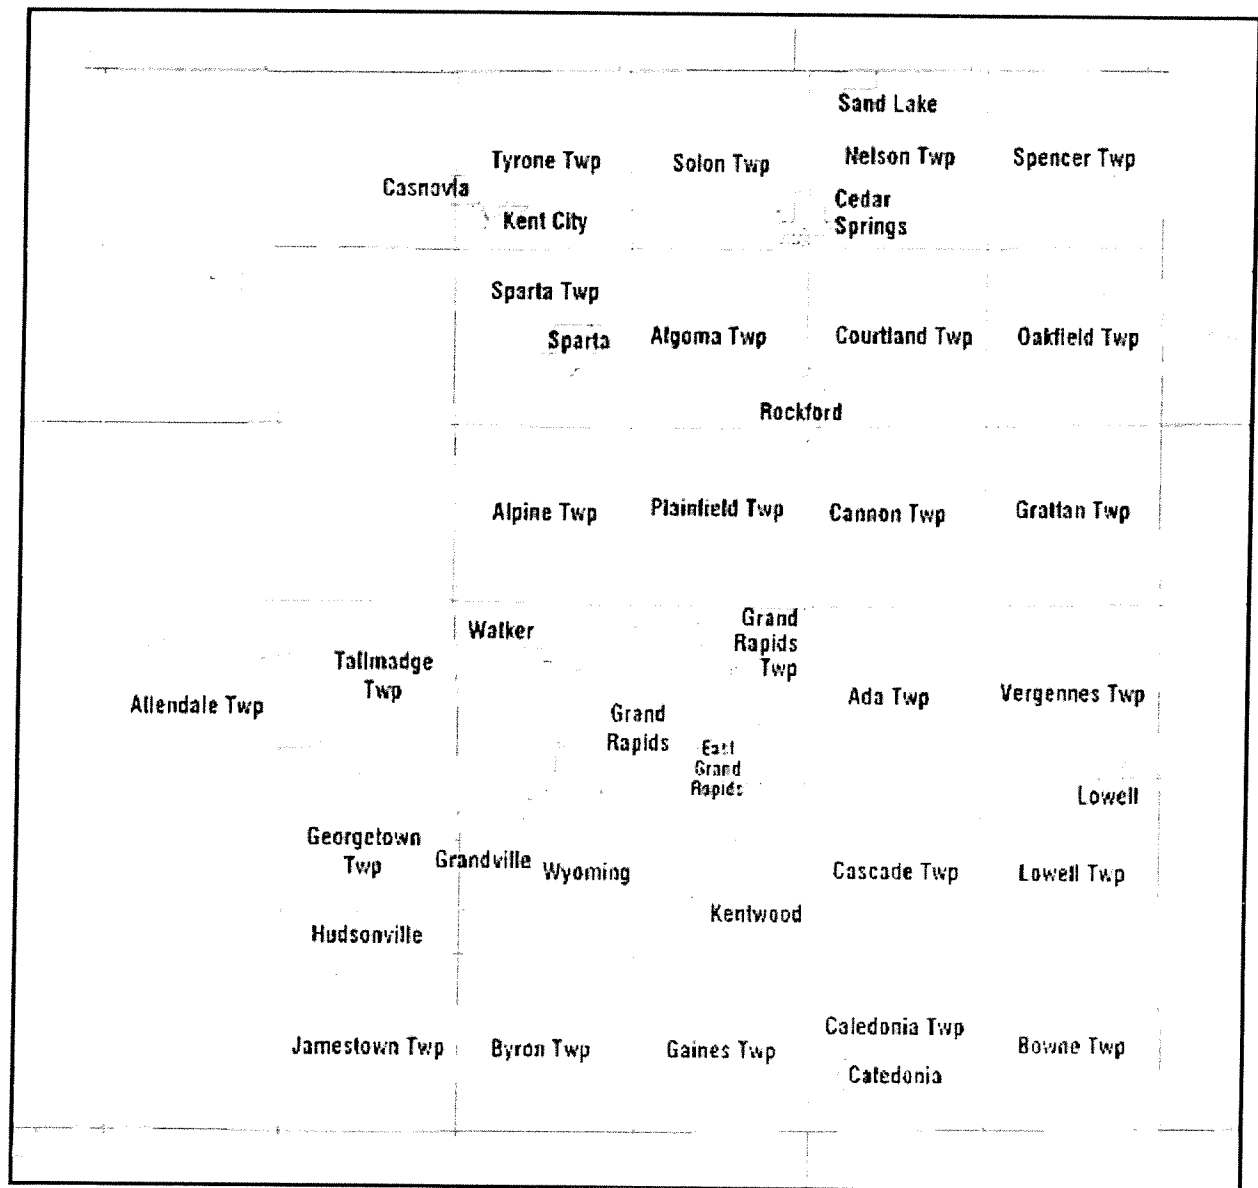 Sand Lake
Tyrone Twp
Solon Twp
Nelson Twp
Spencer Twp
Casnovia
Cedar
Springs
Kent City
Sparta Twp
Sparta
Algoma Twp
Courtland Twp
Oakfield Twp
Rockford
Alpine Twp
Plainfield Twp
Cannon Twp
Grattan Twp
Walker
Grand
Rapids
Twp
Tallmadge
Twp
Allendale Twp
Ada Twp
Vergennes Twp
Grand
Rapids
East
Grand
Rapids
Lowell
Georgetown
Twp
Grandville
Wyoming
Cascade Twp
Lowell Twp
Kentwood
Hudsonville
Jamestown Twp
Byron Twp
Gaines Twp
Caledonia Twp
Bowne Twp
Caledonia